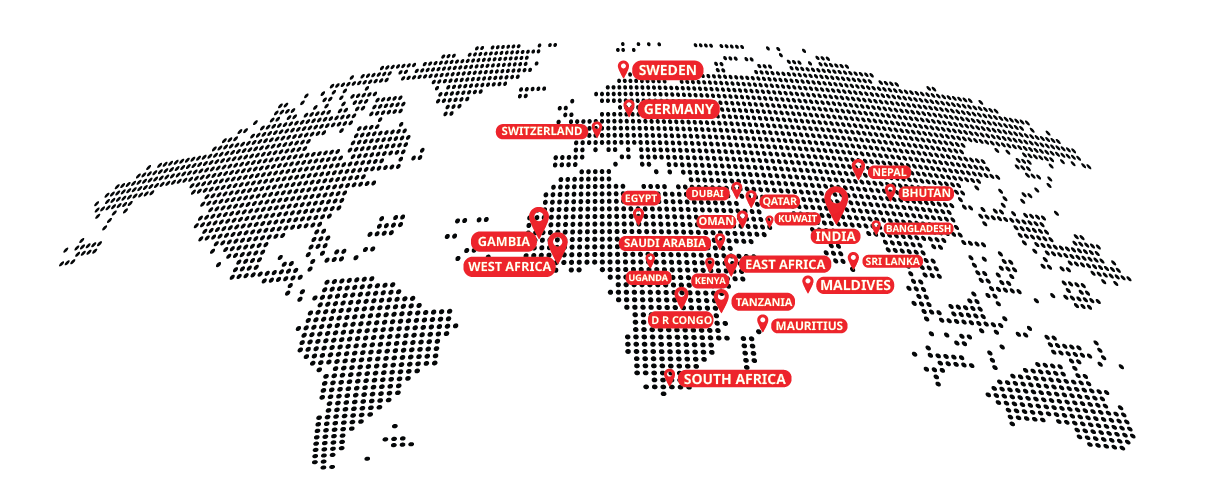 SWEDEN
GERMANY
SWITZERLAND
NEPAL
DUBAI
BHUTAN
EGYPT
QATAR
OMAN
KUWAIT
BANGLADESH
INDIA
GAMBIA
SAUDI ARABIA
SRI LANKA
WEST AFRICA
EAST AFRICA
UGANDA
KENYA
MALDIVES
TANZANIA
D R CONGO
MAURITIUS
SOUTH AFRICA